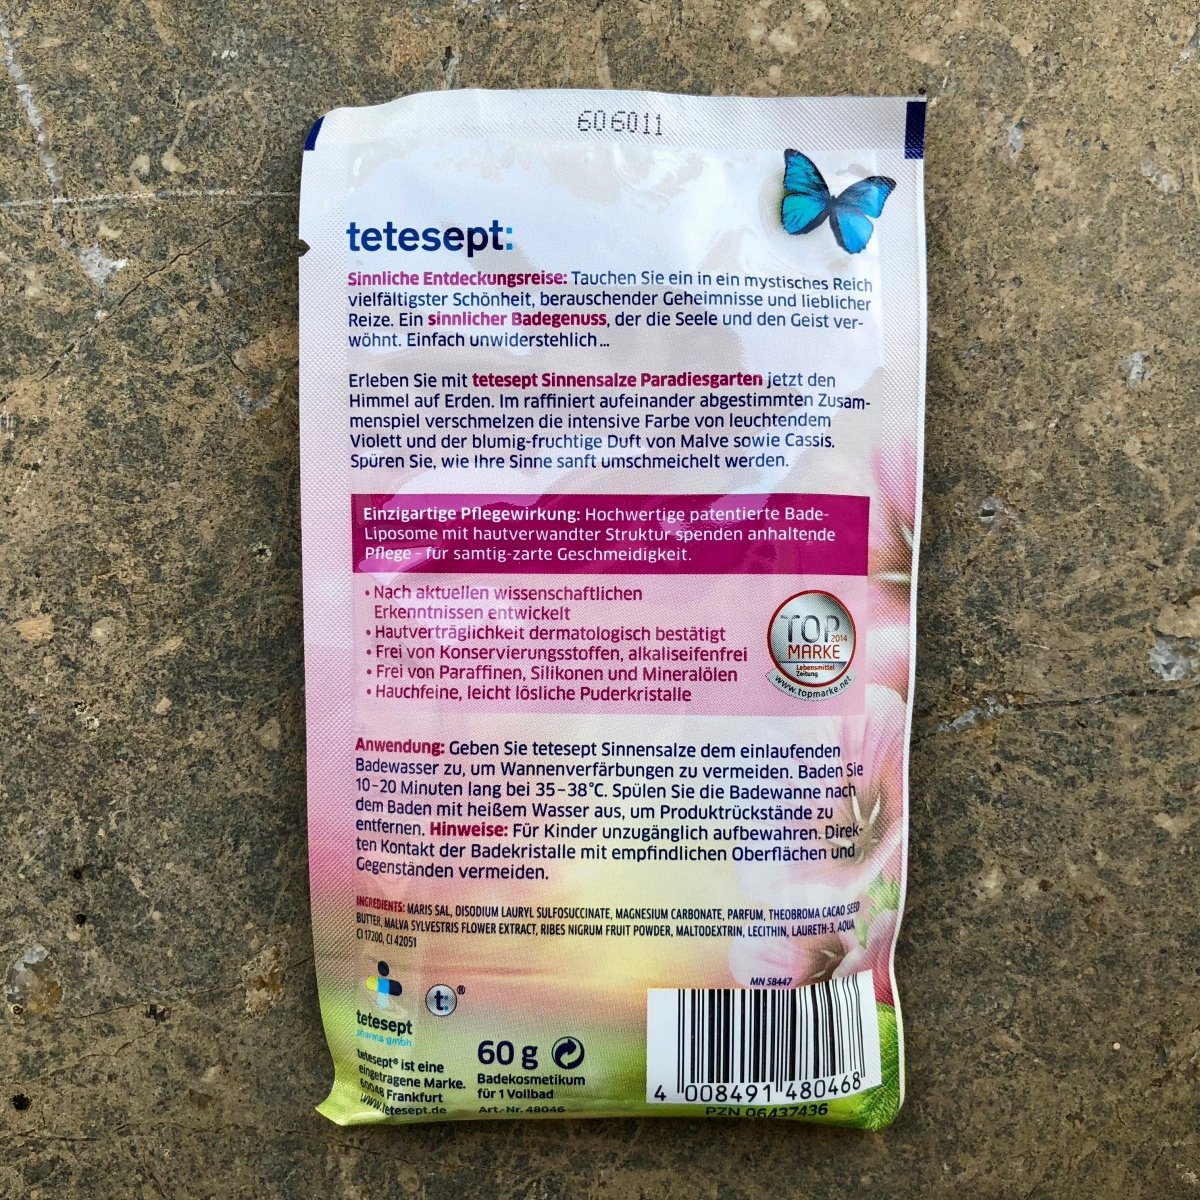 606011
tetesept:
Sinnliche Entdeckungsreise: Tauchen Sie ein in ein mystisches Reich
vielfältigster Schönheit, berauschender Geheimnisse und lieblicher
Reize. Ein sinnlicher Badegenuss, der die Seele und den Geist ver-
wöhnt. Einfach unwiderstehlich...
Erleben Sie mit tetesept Sinnensalze Paradiesgarten jetzt den
Himmel auf Erden. Im raffiniert aufeinander abgestimmten Zusam-
menspiel verschmelzen die intensive Farbe von leuchtendem
Violett und der blumig-fruchtige Duft von Malve sowie Cassis.
Spüren Sie, wie Ihre Sinne sanft umschmeichelt werden.
Einzigartige Pflegewirkung: Hochwertige patentierte Bade-
Liposome mit hautverwandter Struktur spenden anhaltende
Pflege - für samtig-zarte Geschmeidigkeit.
• Nach aktuellen wissenschaftlichen
Erkenntnissen entwickelt
• Hautverträglichkeit dermatologisch bestätigt
• Frei von Konservierungsstoffen, alkaliseifenfrei
• Frei von Paraffinen, Silikonen und Mineralölen
• Hauchfeine, leicht lösliche Puderkristalle
TOP
2014
MARKE
Lebensmittel
Zeitung
www.topmarke.net
Anwendung: Geben Sie tetesept Sinnensalze dem einlaufenden
Badewasser zu, um Wannenverfärbungen zu vermeiden. Baden Sie
10-20 Minuten lang bei 35-38°C. Spülen Sie die Badewanne nach
dem Baden mit heißem Wasser aus, um Produktrückstände zu
entfernen. Hinweise: Für Kinder unzugänglich aufbewahren. Direk-
ten Kontakt der Badekristalle mit empfindlichen Oberflächen und
Gegenständen vermeiden.
INGREDIENTS: MARIS SAL, DISODIUM LAURYL SULFOSUCCINATE, MAGNESIUM CARBONATE, PARFUM, THEOBROMA CACAO SEED
BUTTER, MALVA SYLVESTRIS FLOWER EXTRACT, RIBES NIGRUM FRUIT POWDER, MALTODEXTRIN, LECITHIN, LAURETH-3, AQUA,
CI 17200, CI 42051
MN 58447
t:®
tetesept
pharma gmbh
tetesept® ist eine
eingetragene Marke.
60048 Frankfurt
www.tetesept.de
60 g
Badekosmetikum
für 1 Vollbad
Art.-Nr. 48046
4 008491 480468
PZN 06437436